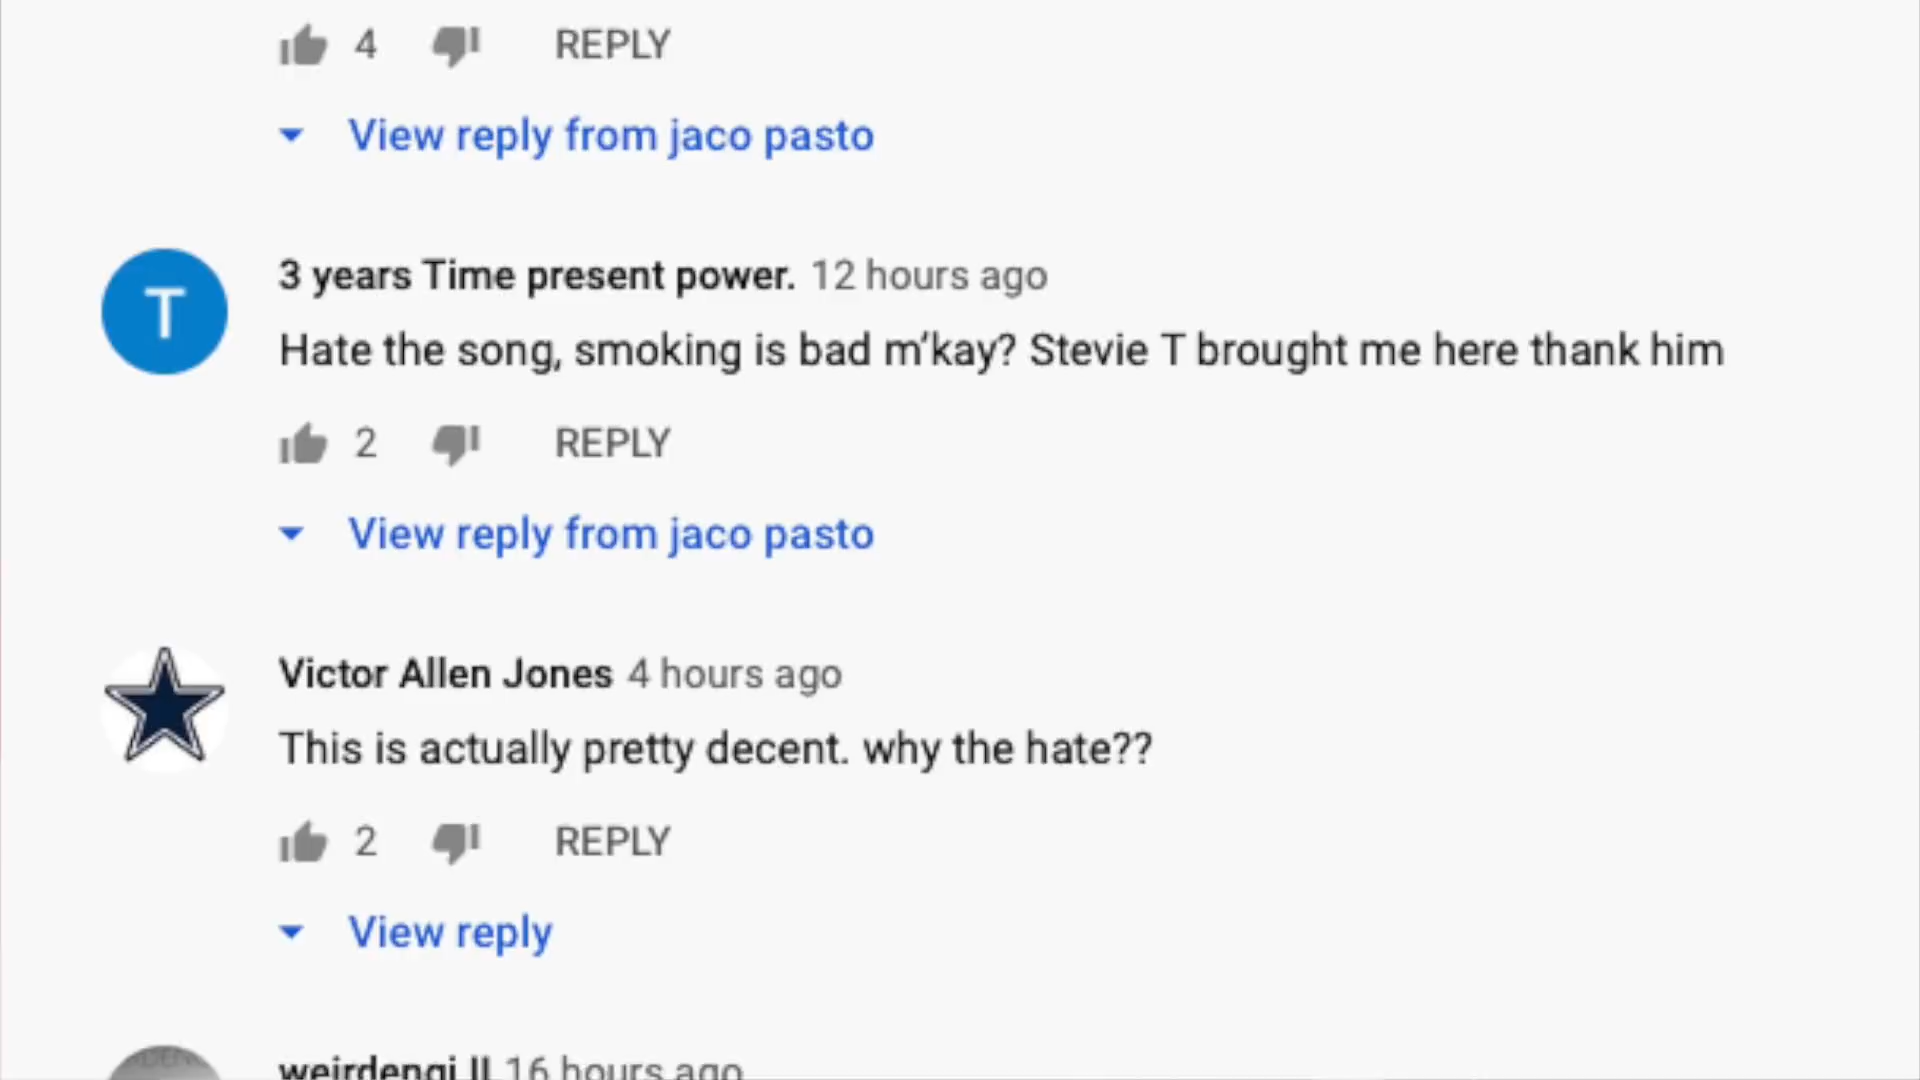 4 REPLY
View reply from jaco pasto
T
3 years Time present power. 12 hours ago
Hate the song, smoking is bad m'kay? Stevie T brought me here thank him
2 REPLY
View reply from jaco pasto
Victor Allen Jones 4 hours ago
This is actually pretty decent. why the hate??
2 REPLY
View reply
16 hours ago